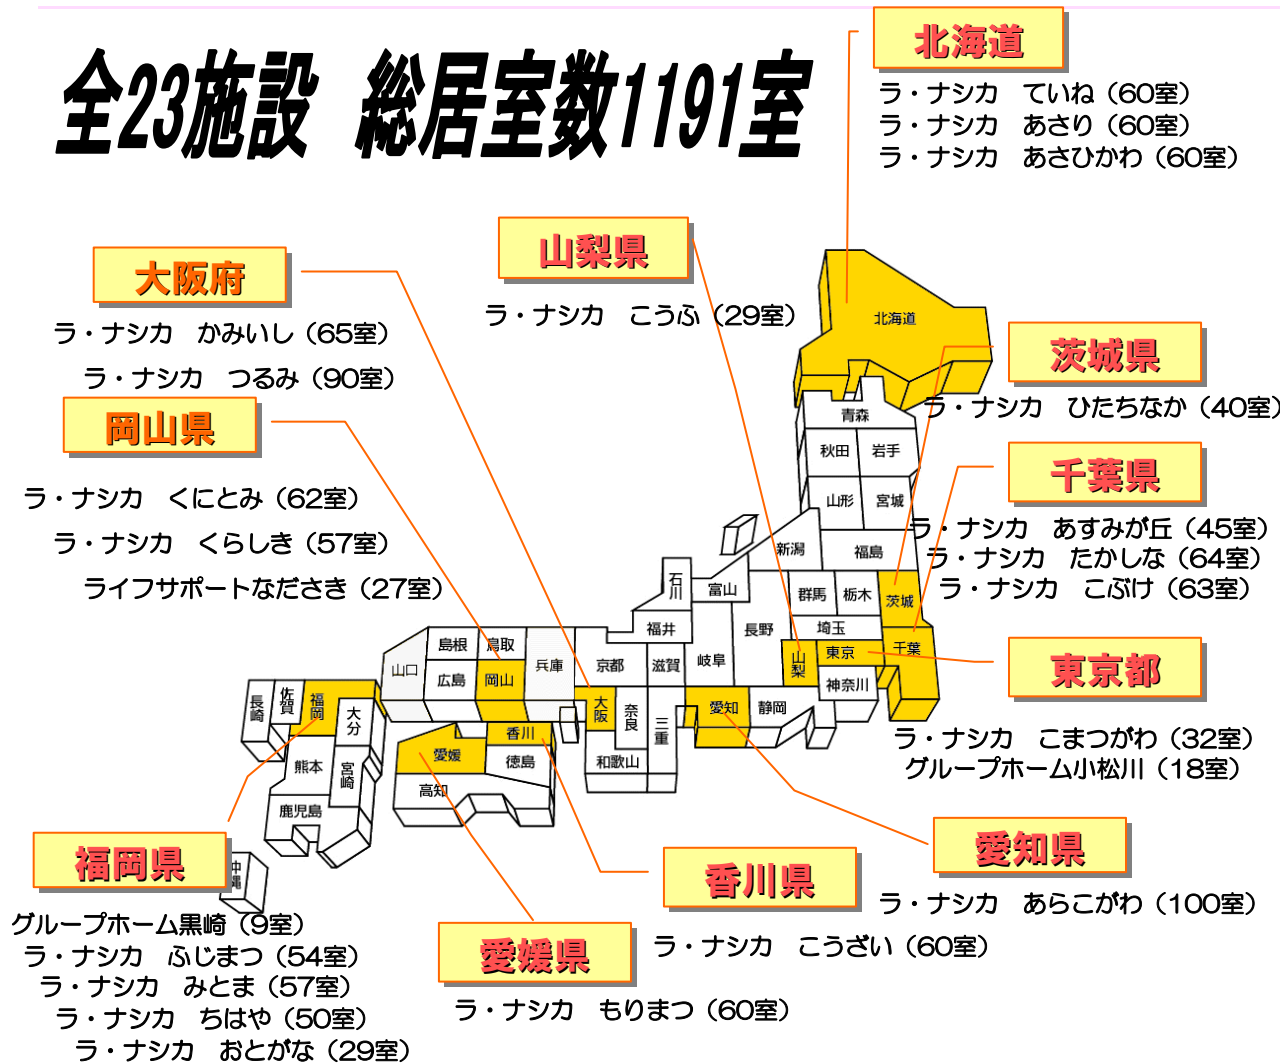 全23施設　総居室数1191室
北海道
ラ・ナシカ　ていね（60室）
ラ・ナシカ　あさり（60室）
ラ・ナシカ　あさひかわ（60室）
山梨県
ラ・ナシカ　こうふ（29室）
大阪府
ラ・ナシカ　かみいし（65室）
ラ・ナシカ　つるみ（90室）
岡山県
ラ・ナシカ　くにとみ（62室）
ラ・ナシカ　くらしき（57室）
ライフサポートなださき（27室）
茨城県
ラ・ナシカ　ひたちなか（40室）
千葉県
ラ・ナシカ　あすみが丘（45室）
ラ・ナシカ　たかしな（64室）
ラ・ナシカ　こぶけ（63室）
東京都
ラ・ナシカ　こまつがわ（32室）
グループホーム小松川（18室）
愛知県
ラ・ナシカ　あらこがわ（100室）
香川県
ラ・ナシカ　こうざい（60室）
愛媛県
ラ・ナシカ　もりまつ（60室）
福岡県
グループホーム黒崎（9室）
ラ・ナシカ　ふじまつ（54室）
ラ・ナシカ　みとま（57室）
ラ・ナシカ　ちはや（50室）
ラ・ナシカ　おとがな（29室）
北海道
青森
秋田
岩手
山形
宮城
新潟
福島
石川
富山
群馬
栃木
茨城
福井
長野
埼玉
島根
鳥取
兵庫
京都
滋賀
岐阜
山梨
東京
千葉
山口
広島
岡山
神奈川
長崎
佐賀
福岡
大分
大阪
奈良
三重
愛知
静岡
香川
愛媛
徳島
和歌山
高知
熊本
宮崎
鹿児島
沖縄